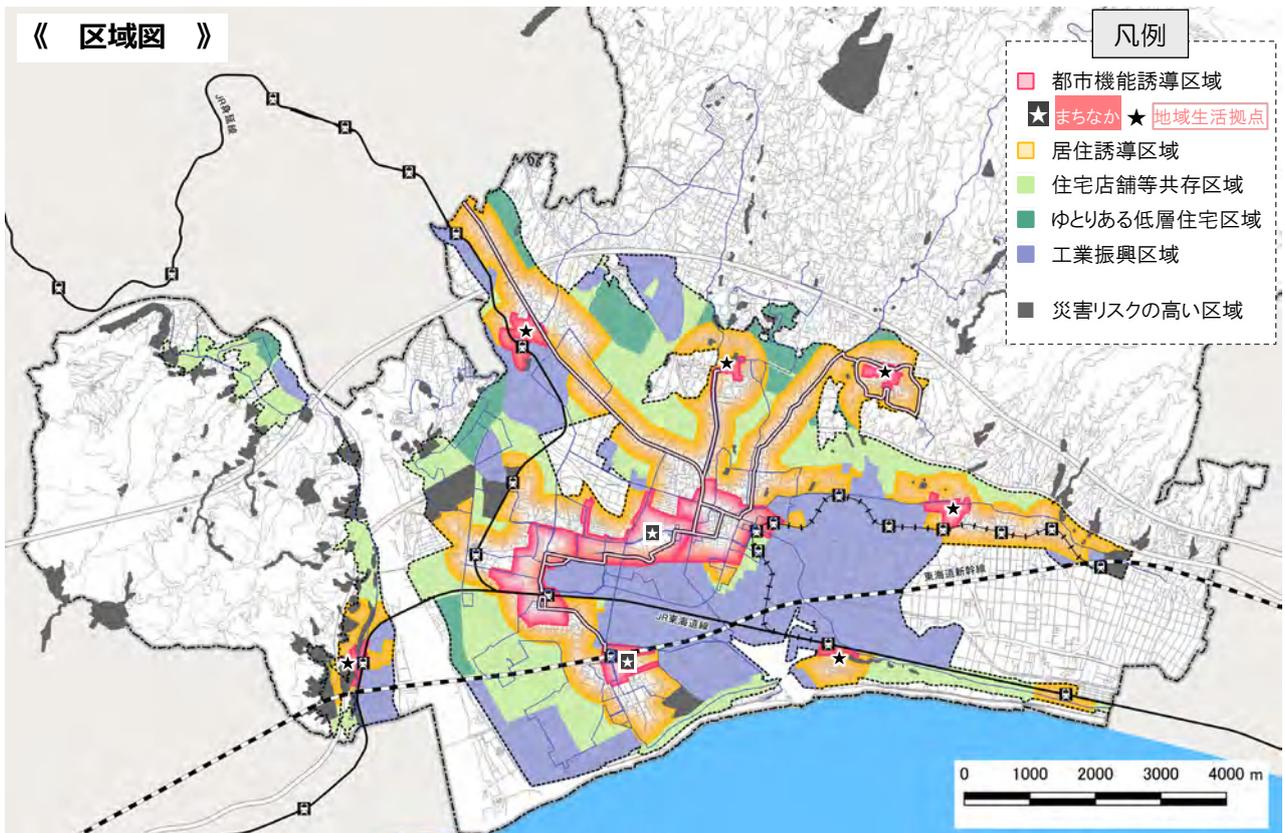 《 区域図 》
凡例
都市機能誘導区域
まちなか 地域生活拠点
居住誘導区域
住宅店舗等共存区域
ゆとりある低層住宅区域
工業振興区域
災害リスクの高い区域
JR身延線
東海道新幹線
JR東海道線
0 1000 2000 3000 4000 m